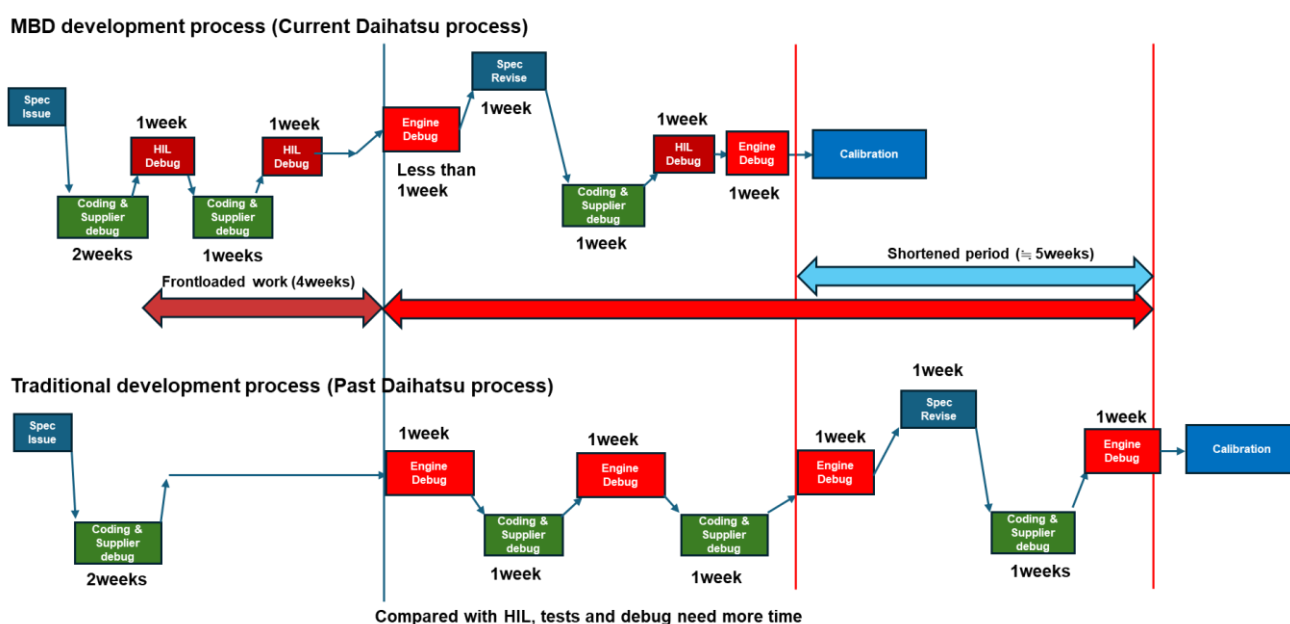 MBD development process (Current Daihatsu process)
Spec
Issue
1week
HIL
Debug
1week
HIL
Debug
Coding &
Supplier
debug
2weeks
Coding &
Supplier
debug
1weeks
Engine
Debug
Less than
1week
Spec
Revise
1week
Coding &
Supplier
debug
1week
1week
HIL
Debug
Engine
Debug
1week
Calibration
Shortened period (≒ 5weeks)
Frontloaded work (4weeks)
Traditional development process (Past Daihatsu process)
Spec
Issue
Coding &
Supplier
debug
2weeks
1week
Engine
Debug
Coding &
Supplier
debug
1week
1week
Engine
Debug
Coding &
Supplier
debug
1week
1week
Engine
Debug
1week
Spec
Revise
Coding &
Supplier
debug
1weeks
1week
Engine
Debug
Calibration
Compared with HIL, tests and debug need more time